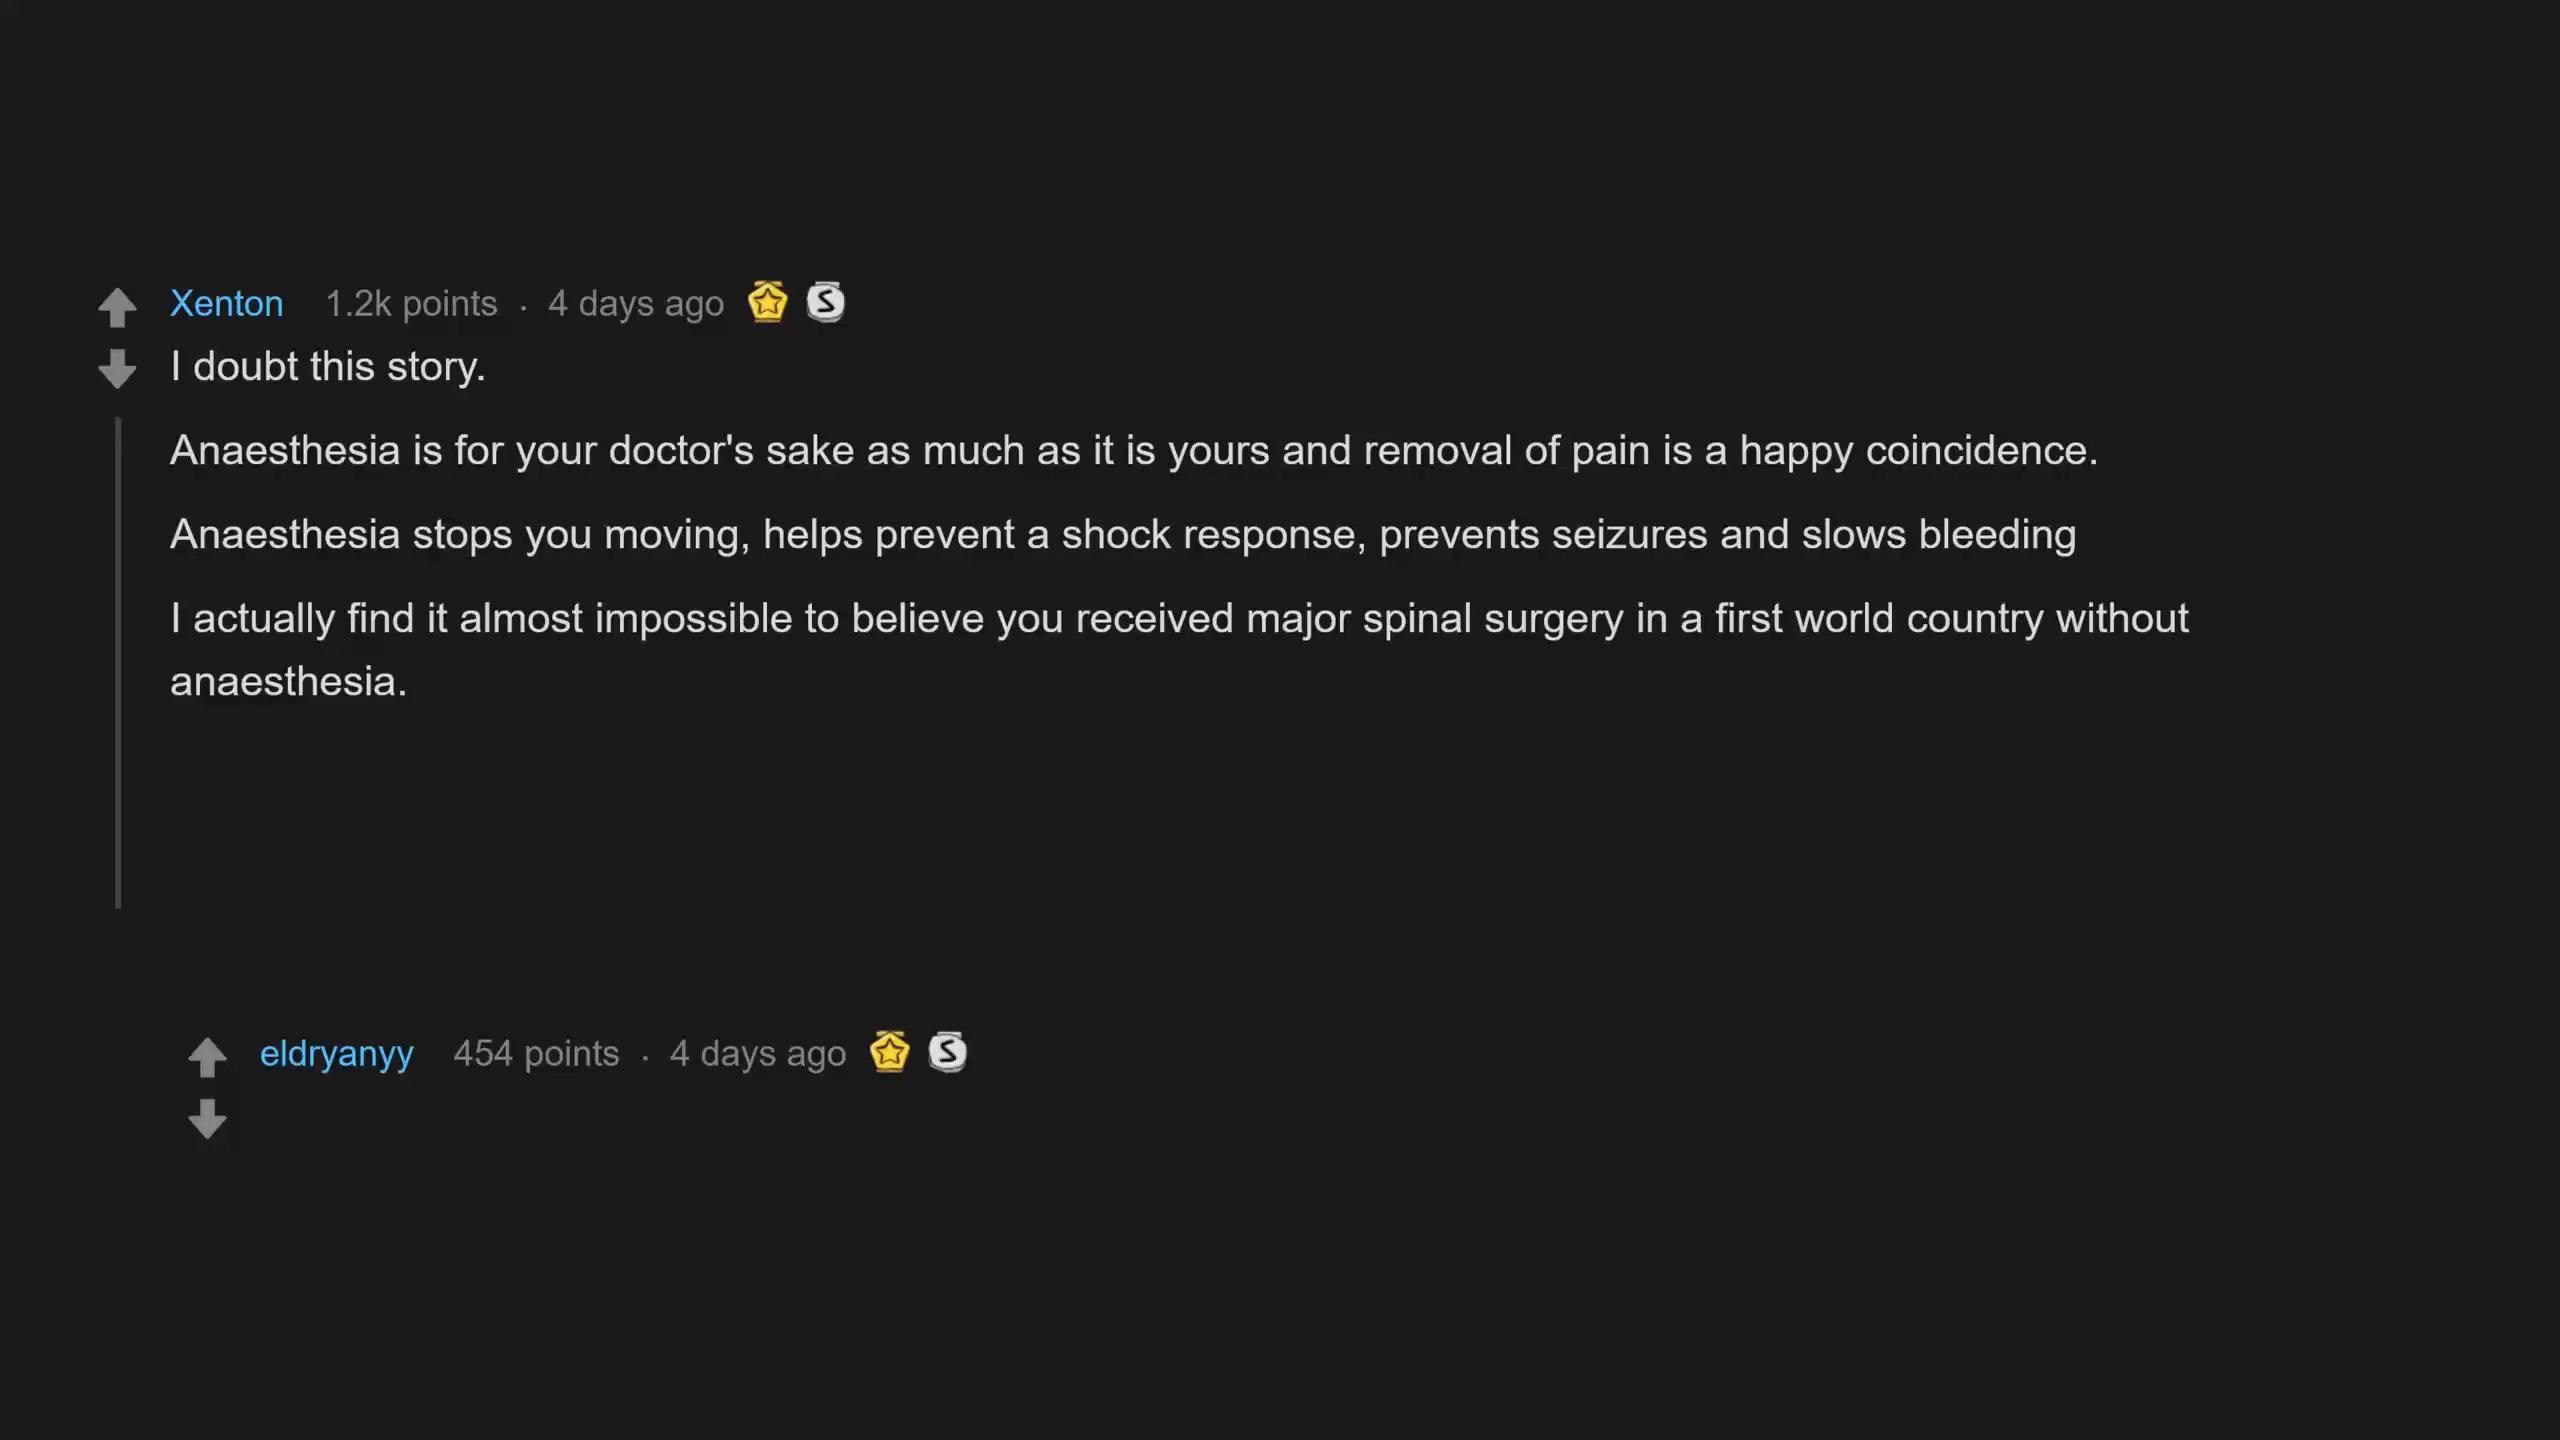 Xenton 1.2k points · 4 days ago S
I doubt this story.
Anaesthesia is for your doctor's sake as much as it is yours and removal of pain is a happy coincidence.
Anaesthesia stops you moving, helps prevent a shock response, prevents seizures and slows bleeding
I actually find it almost impossible to believe you received major spinal surgery in a first world country without
anaesthesia.
eldryanyy 454 points · 4 days ago S